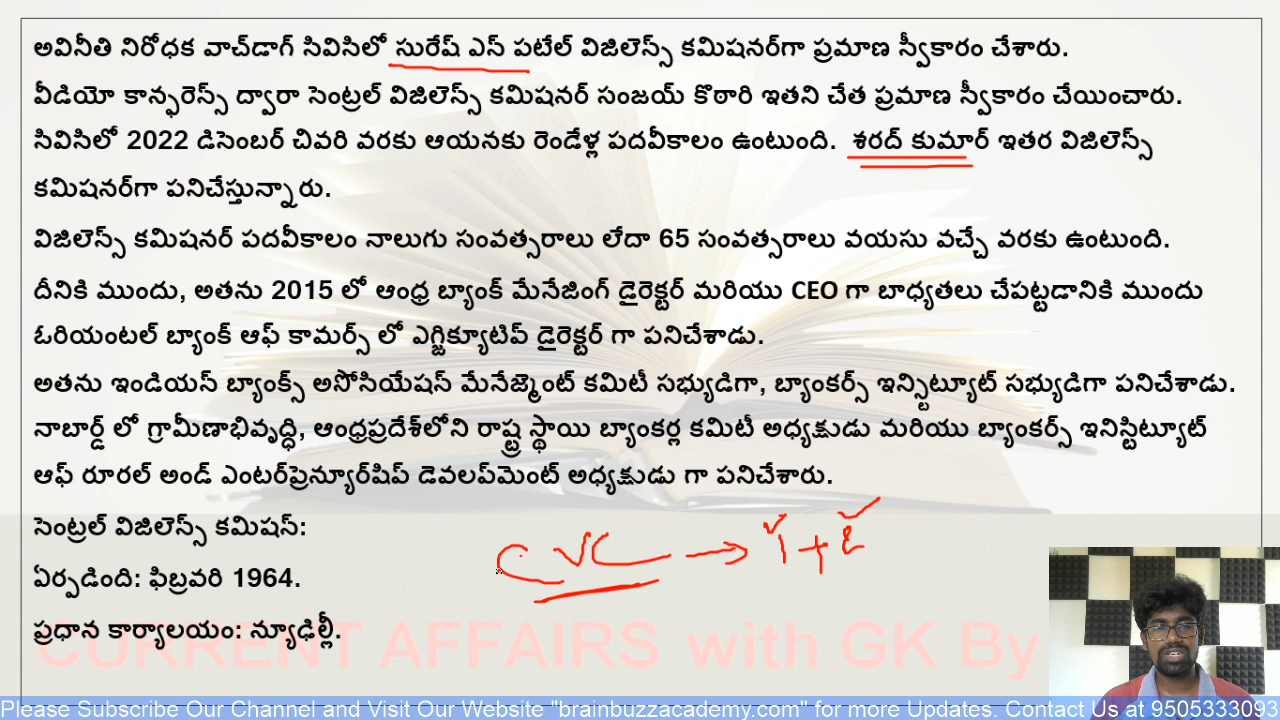 అవినీతి నిరోధక వాచ్‌డాగ్ సివిసిలో సురేష్ ఎస్ పటేల్ విజిలెన్స్ కమిషనర్‌గా ప్రమాణ స్వీకారం చేశారు.
వీడియో కాన్ఫరెన్స్ ద్వారా సెంట్రల్ విజిలెన్స్ కమిషనర్ సంజయ్ కొఠారి ఇతని చేత ప్రమాణ స్వీకారం చేయించారు.
సివిసిలో 2022 డిసెంబర్ చివరి వరకు ఆయనకు రెండేళ్ల పదవీకాలం ఉంటుంది. శరద్ కుమార్ ఇతర విజిలెన్స్
కమిషనర్‌గా పనిచేస్తున్నారు.
విజిలెన్స్ కమిషనర్ పదవీకాలం నాలుగు సంవత్సరాలు లేదా 65 సంవత్సరాలు వయసు వచ్చే వరకు ఉంటుంది.
దీనికి ముందు, అతను 2015 లో ఆంధ్ర బ్యాంక్ మేనేజింగ్ డైరెక్టర్ మరియు CEO గా బాధ్యతలు చేపట్టడానికి ముందు
ఓరియంటల్ బ్యాంక్ ఆఫ్ కామర్స్ లో ఎగ్జిక్యూటివ్ డైరెక్టర్ గా పనిచేశాడు.
అతను ఇండియన్ బ్యాంక్స్ అసోసియేషన్ మేనేజ్మెంట్ కమిటీ సభ్యుడిగా, బ్యాంకర్స్ ఇన్స్టిట్యూట్ సభ్యుడిగా పనిచేశాడు.
నాబార్డ్ లో గ్రామీణాభివృద్ధి, ఆంధ్రప్రదేశ్‌లోని రాష్ట్ర స్థాయి బ్యాంకర్ల కమిటీ అధ్యక్షుడు మరియు బ్యాంకర్స్ ఇనిస్టిట్యూట్
ఆఫ్ రూరల్ అండ్ ఎంటర్‌ప్రెన్యూర్‌షిప్ డెవలప్‌మెంట్ అధ్యక్షుడు గా పనిచేశారు.
సెంట్రల్ విజిలెన్స్ కమిషన్:
CVC → 1 + 2
ఏర్పడింది: ఫిబ్రవరి 1964.
ప్రధాన కార్యాలయం: న్యూఢిల్లీ.
CURRENT AFFAIRS with GK By
Please Subscribe Our Channel and Visit Our Website "brainbuzzacademy.com" for more Updates. Contact Us at 9505333093